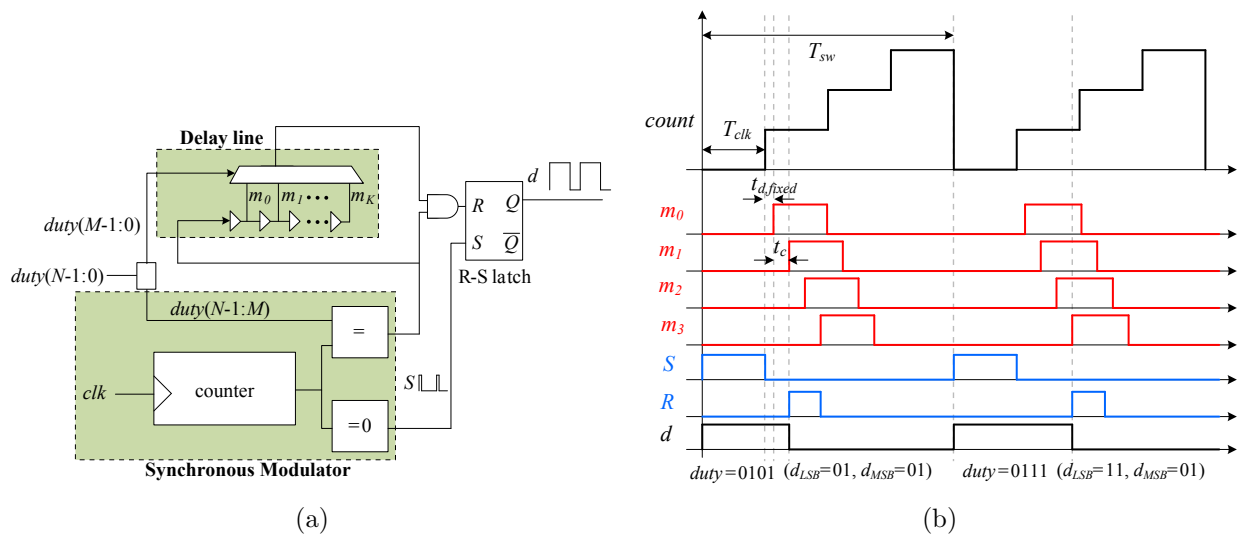 Delay line
m0 m1 ••• mK
•••
duty(M-1:0)
duty(N-1:0)
duty(N-1:M)
=
clk
counter
=0
S
Synchronous Modulator
R Q
S Q̅
R-S latch
d
(a)
Tsw
count
Tclk
td,fixed
m0
tc
m1
m2
m3
S
R
d
duty=0101 (dLSB=01, dMSB=01) duty=0111 (dLSB=11, dMSB=01)
(b)